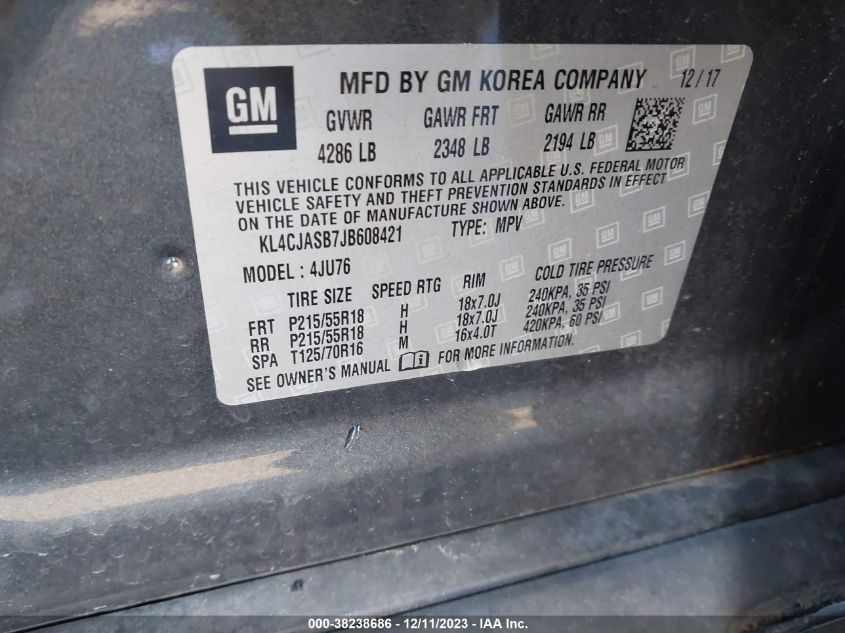 GM
MFD BY GM KOREA COMPANY 12/17
GVWR GAWR FRT GAWR RR
4286 LB 2348 LB 2194 LB
THIS VEHICLE CONFORMS TO ALL APPLICABLE U.S. FEDERAL MOTOR
VEHICLE SAFETY AND THEFT PREVENTION STANDARDS IN EFFECT
ON THE DATE OF MANUFACTURE SHOWN ABOVE.
KL4CJASB7JB608421 TYPE: MPV
MODEL : 4JU76
TIRE SIZE SPEED RTG RIM COLD TIRE PRESSURE
FRT P215/55R18 H 18x7.0J 240KPA, 35 PSI
RR P215/55R18 H 18x7.0J 240KPA, 35 PSI
SPA T125/70R16 M 16x4.0T 420KPA, 60 PSI
SEE OWNER'S MANUAL FOR MORE INFORMATION.
000-38238686 - 12/11/2023 - IAA Inc.